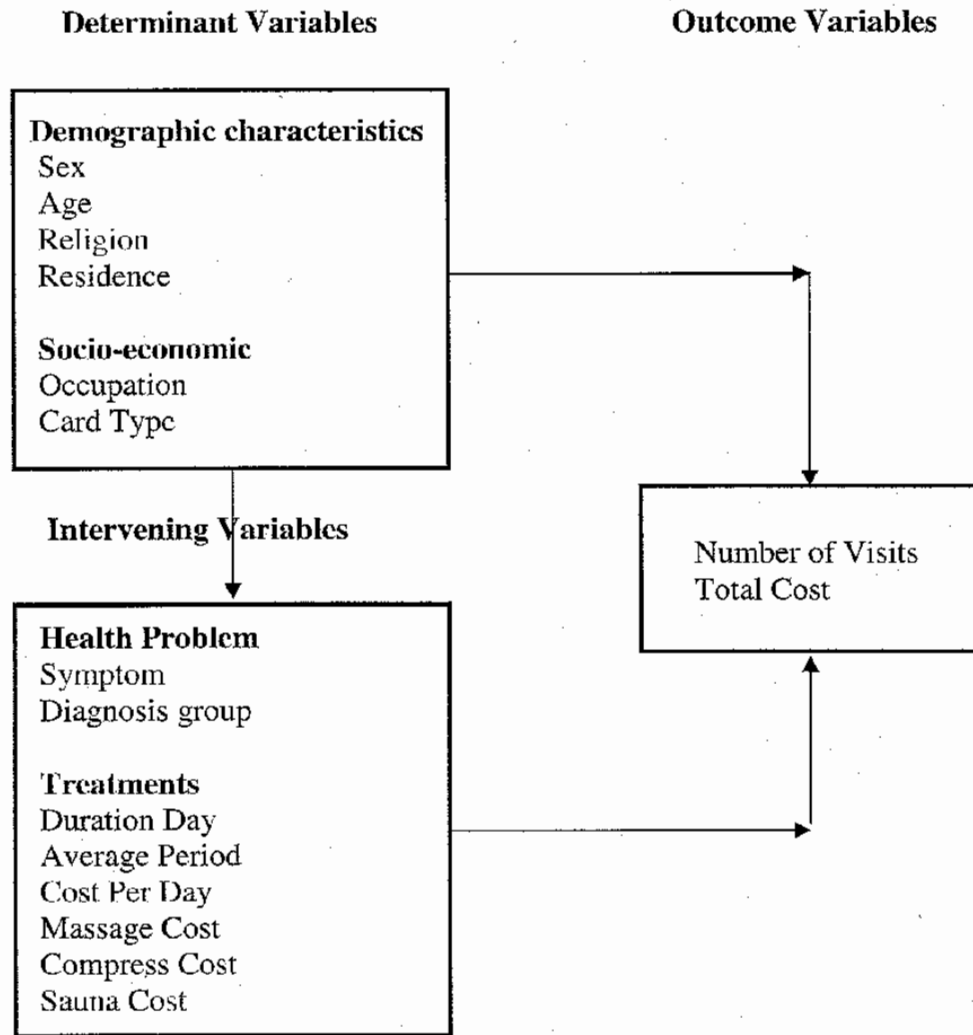 Determinant Variables
Outcome Variables
Demographic characteristics
Sex
Age
Religion
Residence
Socio-economic
Occupation
Card Type
Intervening Variables
Number of Visits
Total Cost
Health Problem
Symptom
Diagnosis group
Treatments
Duration Day
Average Period
Cost Per Day
Massage Cost
Compress Cost
Sauna Cost